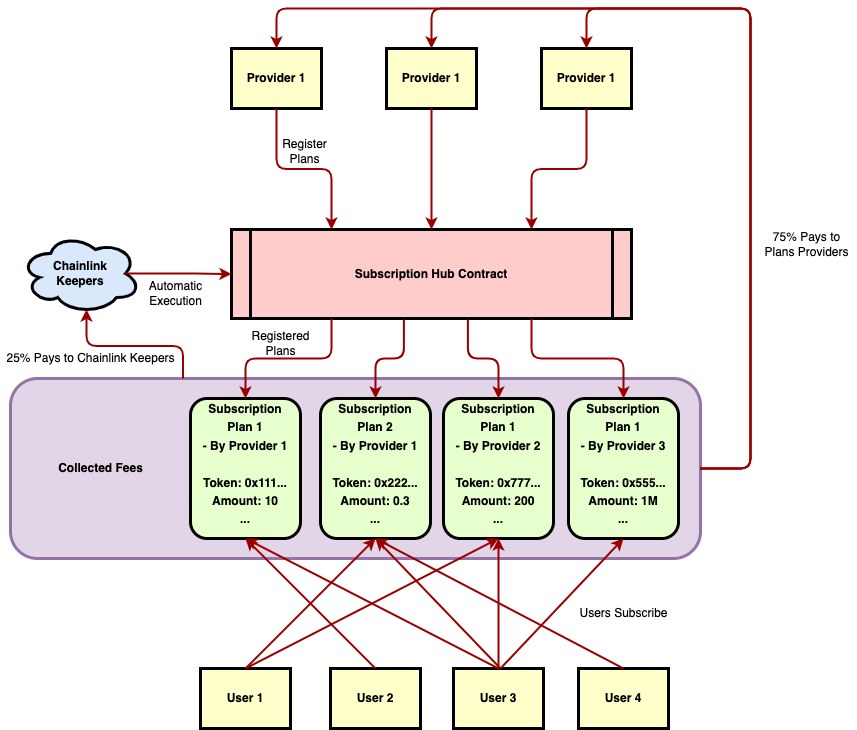 Provider 1
Provider 1
Provider 1
Register
Plans
75% Pays to
Plans Providers
Chainlink
Keepers
Automatic
Execution
Subscription Hub Contract
Registered
Plans
25% Pays to Chainlink Keepers
Collected Fees
Subscription
Plan 1
- By Provider 1
Token: 0x111...
Amount: 10
...
Subscription
Plan 2
- By Provider 1
Token: 0x222...
Amount: 0.3
...
Subscription
Plan 1
- By Provider 2
Token: 0x777...
Amount: 200
...
Subscription
Plan 1
- By Provider 3
Token: 0x555...
Amount: 1M
...
Users Subscribe
User 1
User 2
User 3
User 4